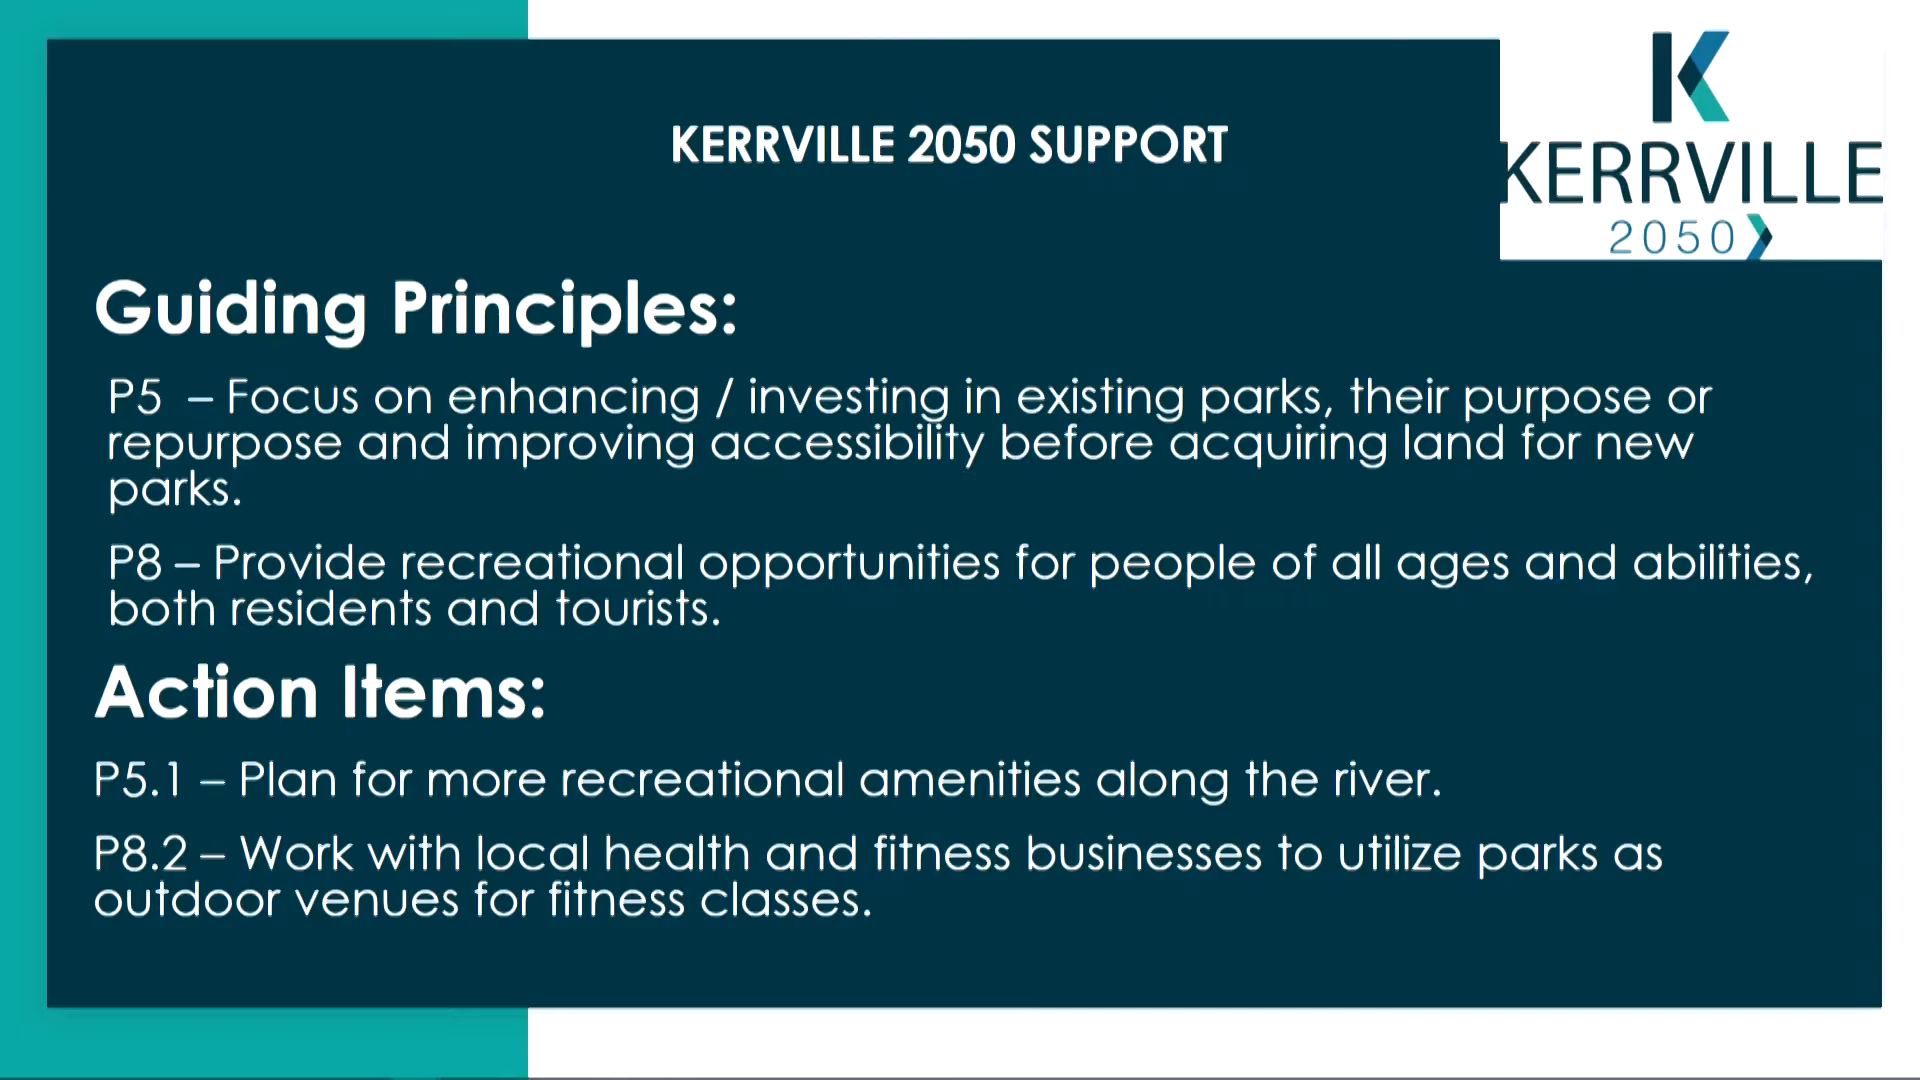 KERRVILLE 2050 SUPPORT
K
KERRVILLE
2050
Guiding Principles:
P5 – Focus on enhancing / investing in existing parks, their purpose or
repurpose and improving accessibility before acquiring land for new
parks.
P8 – Provide recreational opportunities for people of all ages and abilities,
both residents and tourists.
Action Items:
P5.1 – Plan for more recreational amenities along the river.
P8.2 – Work with local health and fitness businesses to utilize parks as
outdoor venues for fitness classes.